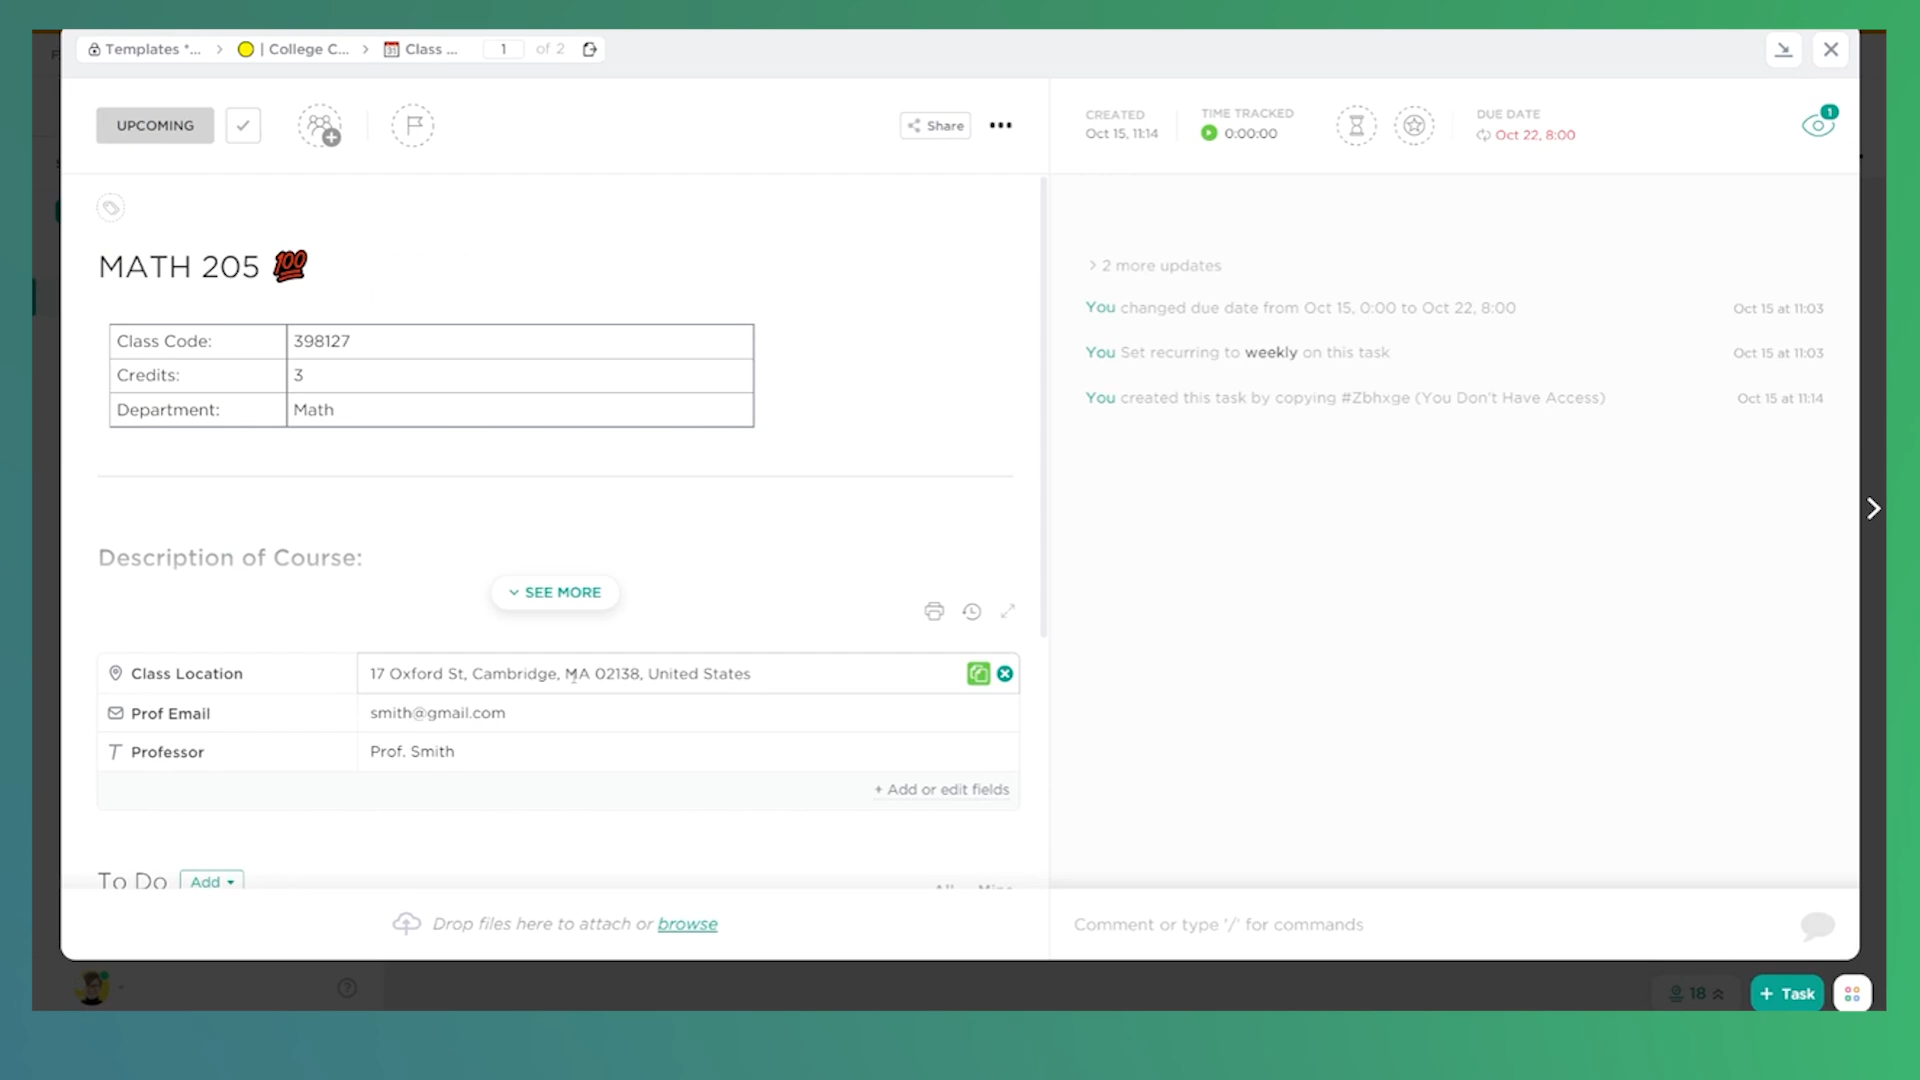 Templates *... > | College C... > Class ... 1 of 2
UPCOMING
Share
CREATED
Oct 15, 11:14
TIME TRACKED
0:00:00
DUE DATE
Oct 22, 8:00
1
MATH 205 💯
Class Code: 398127
Credits: 3
Department: Math
Description of Course:
SEE MORE
Class Location 17 Oxford St, Cambridge, MA 02138, United States
Prof Email smith@gmail.com
Professor Prof. Smith
+ Add or edit fields
To Do Add
Drop files here to attach or browse
> 2 more updates
You changed due date from Oct 15, 0:00 to Oct 22, 8:00 Oct 15 at 11:03
You Set recurring to weekly on this task Oct 15 at 11:03
You created this task by copying #Zbhxge (You Don't Have Access) Oct 15 at 11:14
Comment or type '/' for commands
18
+ Task